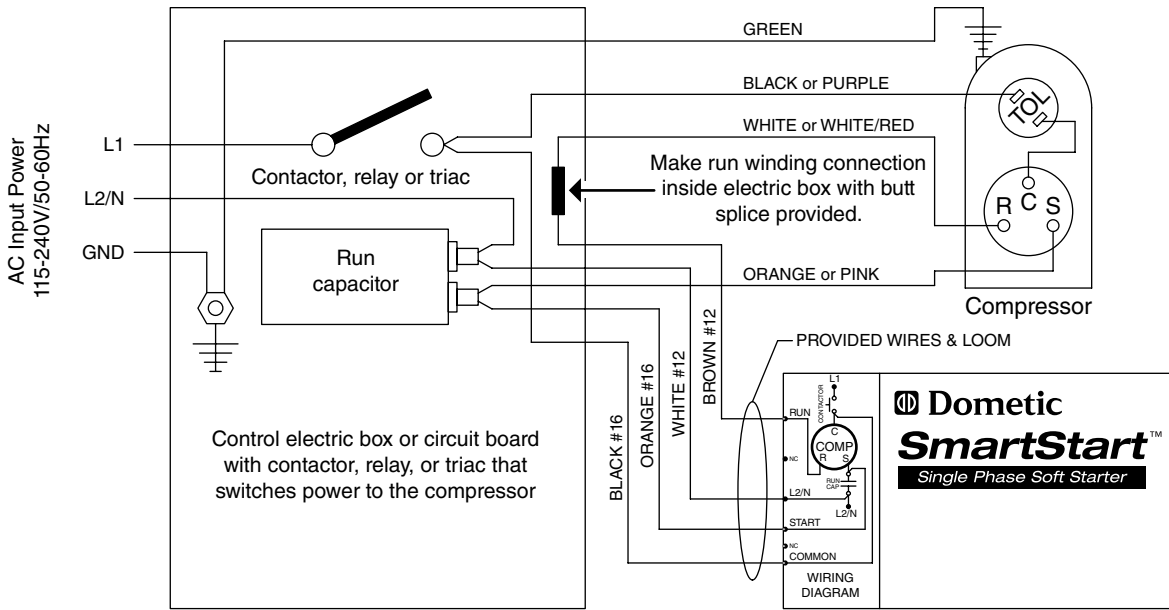 AC Input Power
115-240V/50-60Hz
L1
L2/N
GND
Contactor, relay or triac
Run
capacitor
Control electric box or circuit board
with contactor, relay, or triac that
switches power to the compressor
GREEN
BLACK or PURPLE
WHITE or WHITE/RED
Make run winding connection
inside electric box with butt
splice provided.
ORANGE or PINK
TOL
R C S
Compressor
BLACK #16
ORANGE #16
WHITE #12
BROWN #12
PROVIDED WIRES & LOOM
RUN
NC
L2/N
START
NC
COMMON
L1
CONTACTOR
C
COMP
R S
RUN
CAP
L2/N
WIRING
DIAGRAM
Dometic
SmartStart™
Single Phase Soft Starter